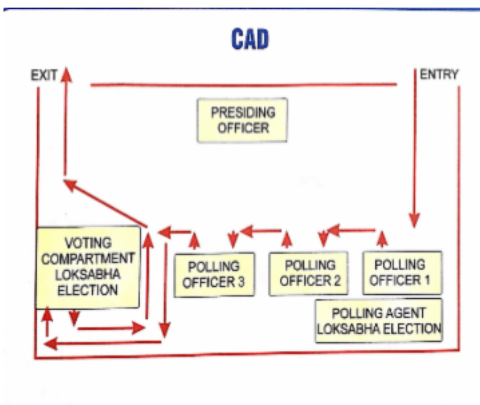 CAD
EXIT
ENTRY
PRESIDING
OFFICER
VOTING
COMPARTMENT
LOKSABHA
ELECTION
POLLING
OFFICER 3
POLLING
OFFICER 2
POLLING
OFFICER 1
POLLING AGENT
LOKSABHA ELECTION